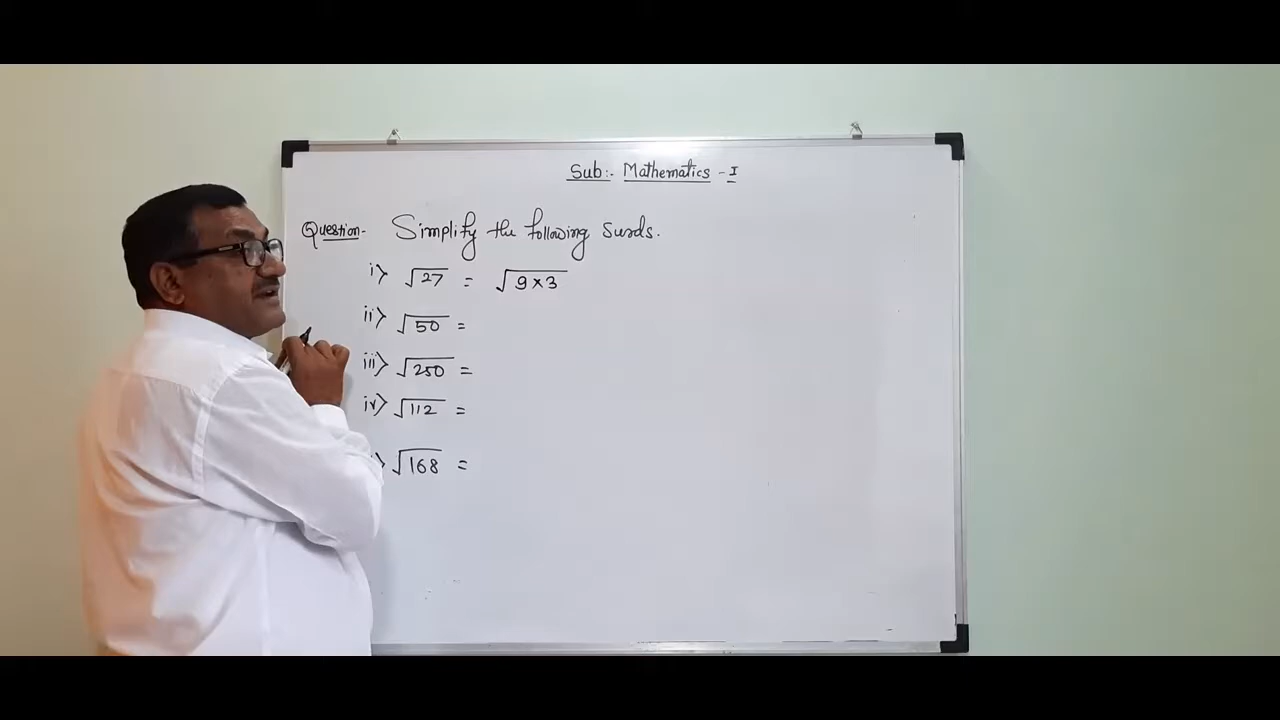 Sub:- Mathematics - I
Question- Simplify the following surds.
i) √27 = √9×3
ii) √50 =
iii) √250 =
iv) √112 =
) √168 =